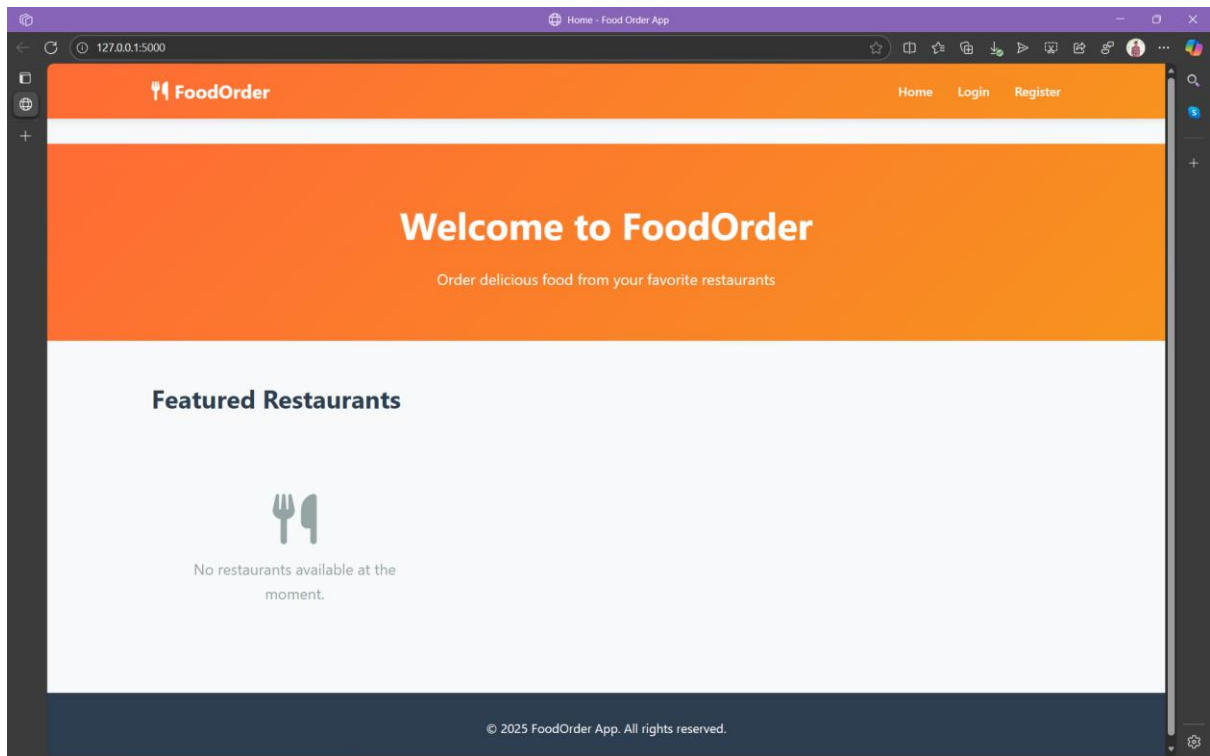 Home - Food Order App
127.0.0.1:5000
FoodOrder
Home Login Register
Welcome to FoodOrder
Order delicious food from your favorite restaurants
Featured Restaurants
No restaurants available at the
moment.
© 2025 FoodOrder App. All rights reserved.